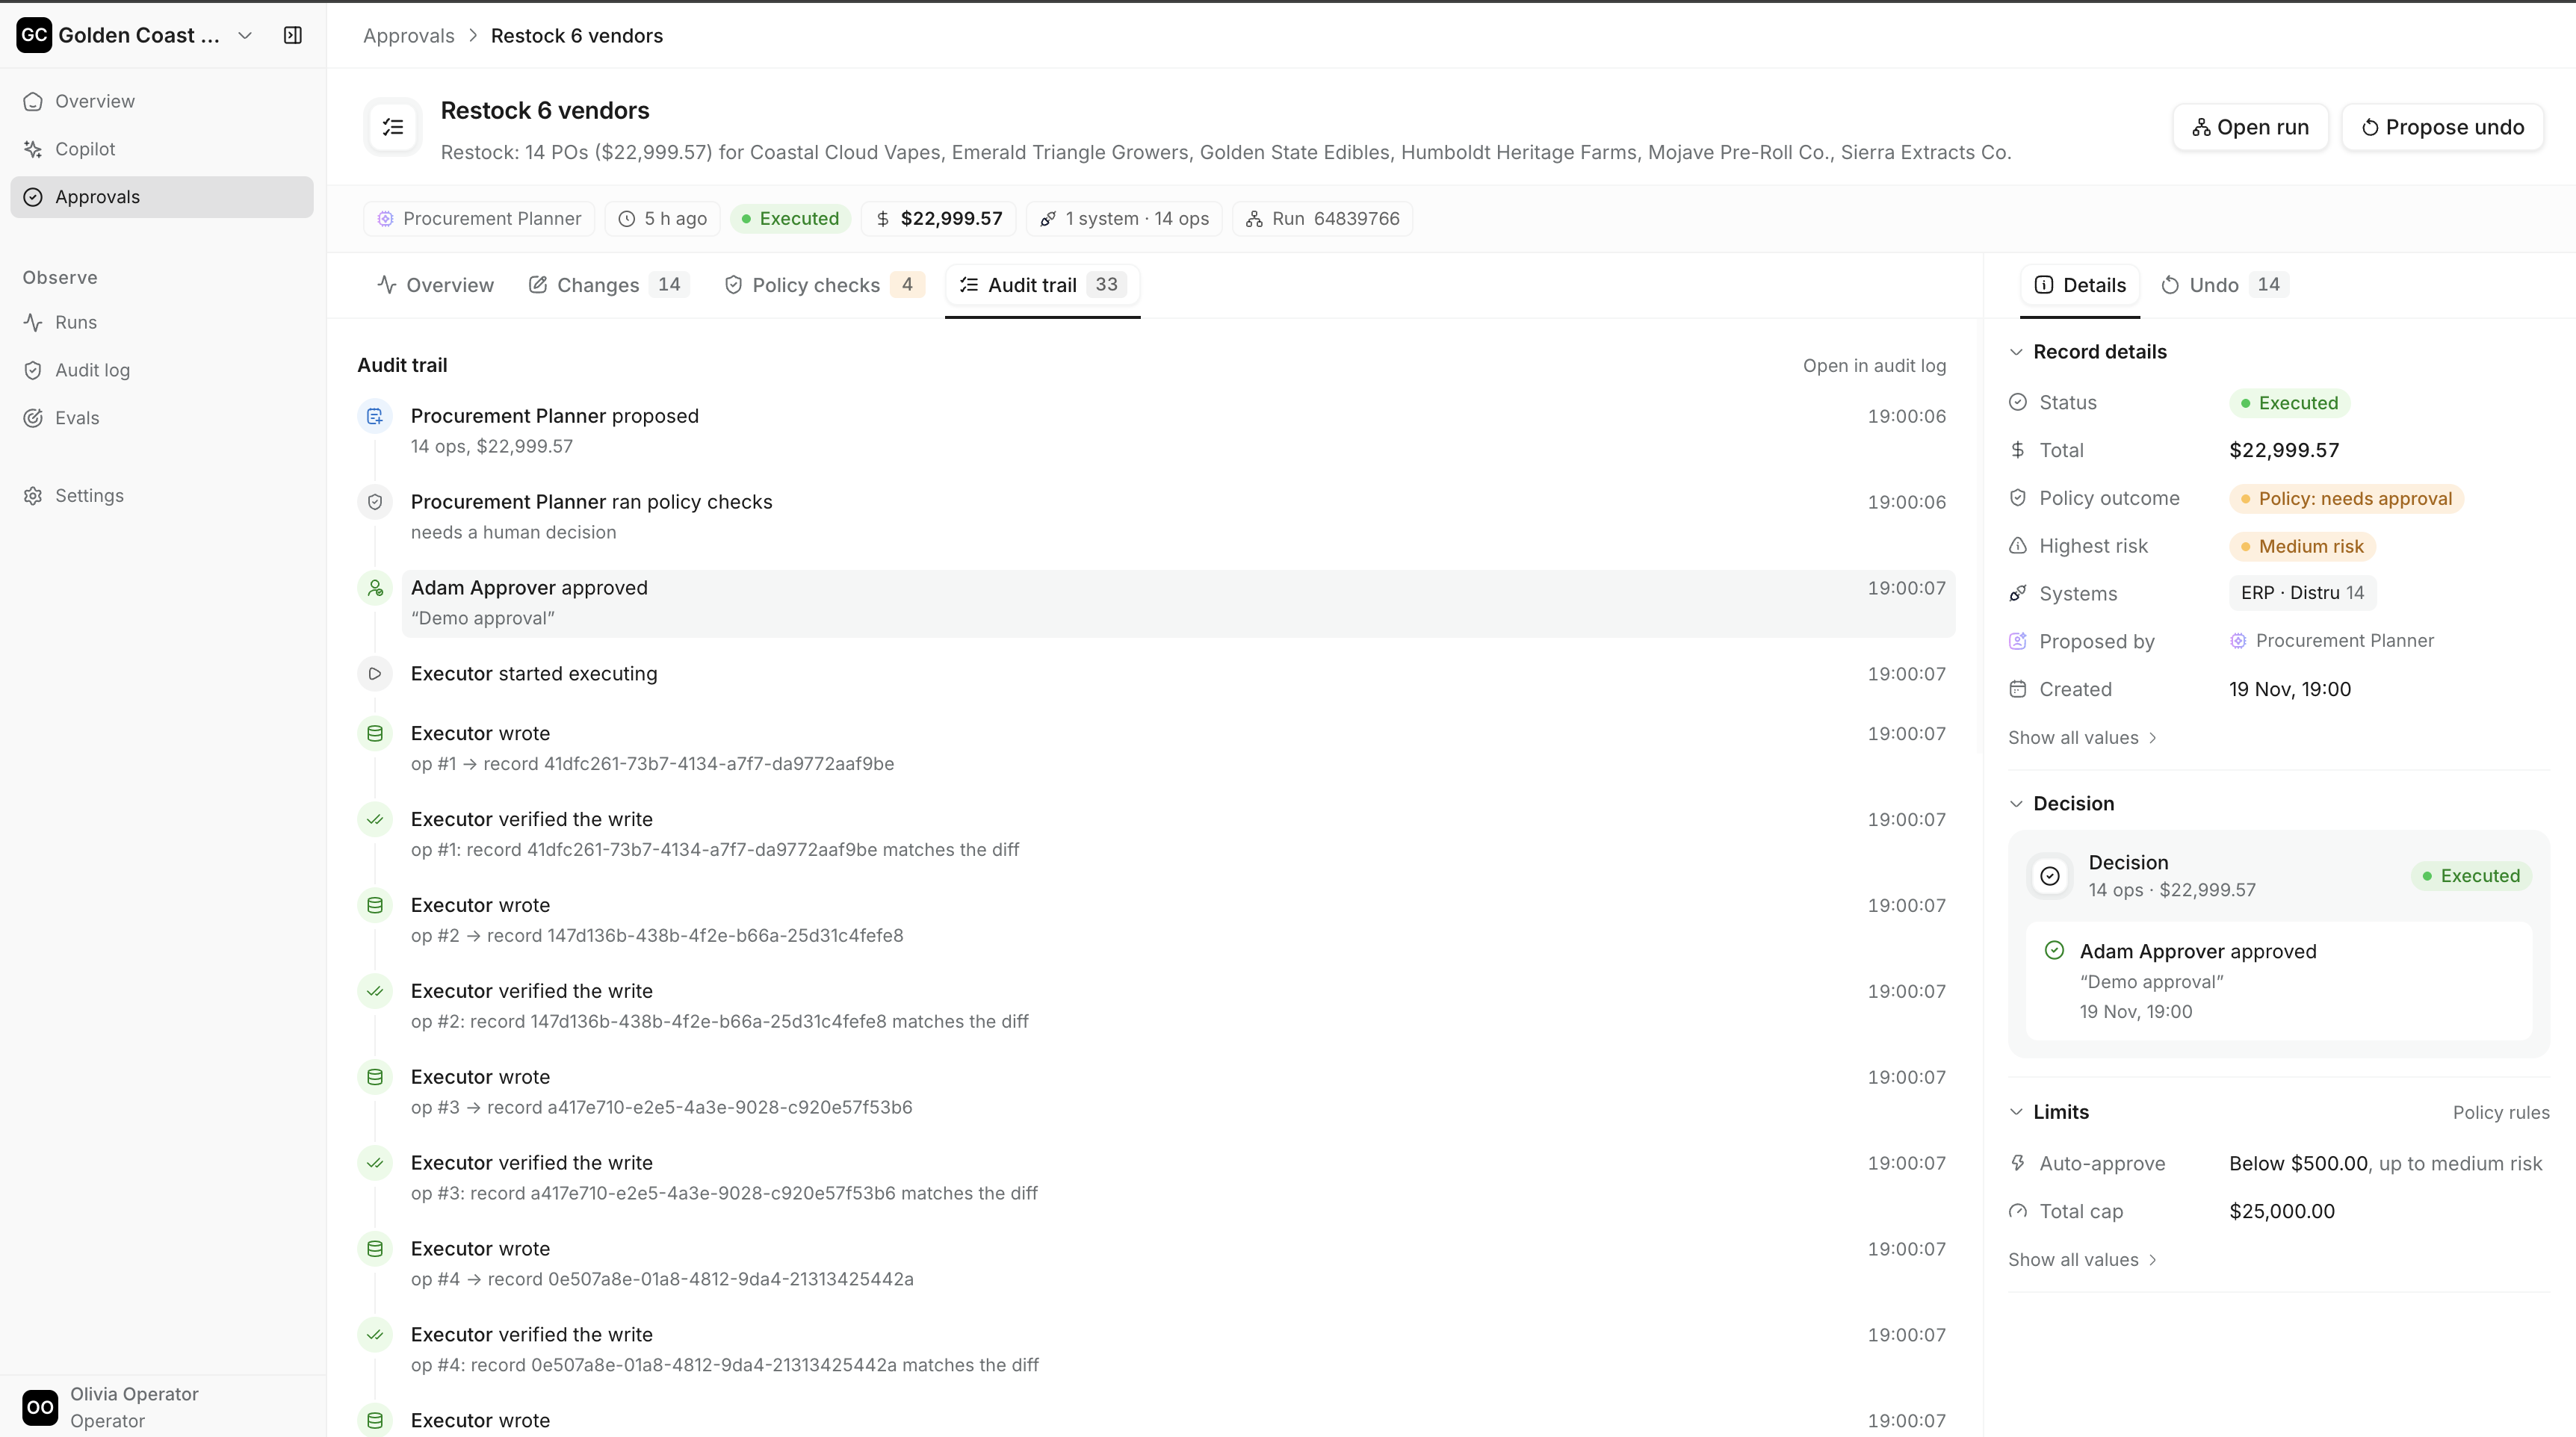 GC Golden Coast ...
Overview
Copilot
Approvals
Observe
Runs
Audit log
Evals
Settings
OO
Olivia Operator
Operator
Approvals > Restock 6 vendors
Restock 6 vendors
Restock: 14 POs ($22,999.57) for Coastal Cloud Vapes, Emerald Triangle Growers, Golden State Edibles, Humboldt Heritage Farms, Mojave Pre-Roll Co., Sierra Extracts Co.
Open run
Propose undo
Procurement Planner
5 h ago
Executed
$ $22,999.57
1 system · 14 ops
Run 64839766
Overview
Changes 14
Policy checks 4
Audit trail 33
Audit trail
Open in audit log
Procurement Planner proposed 19:00:06
14 ops, $22,999.57
Procurement Planner ran policy checks 19:00:06
needs a human decision
Adam Approver approved 19:00:07
“Demo approval”
Executor started executing 19:00:07
Executor wrote 19:00:07
op #1 → record 41dfc261-73b7-4134-a7f7-da9772aaf9be
Executor verified the write 19:00:07
op #1: record 41dfc261-73b7-4134-a7f7-da9772aaf9be matches the diff
Executor wrote 19:00:07
op #2 → record 147d136b-438b-4f2e-b66a-25d31c4fefe8
Executor verified the write 19:00:07
op #2: record 147d136b-438b-4f2e-b66a-25d31c4fefe8 matches the diff
Executor wrote 19:00:07
op #3 → record a417e710-e2e5-4a3e-9028-c920e57f53b6
Executor verified the write 19:00:07
op #3: record a417e710-e2e5-4a3e-9028-c920e57f53b6 matches the diff
Executor wrote 19:00:07
op #4 → record 0e507a8e-01a8-4812-9da4-21313425442a
Executor verified the write 19:00:07
op #4: record 0e507a8e-01a8-4812-9da4-21313425442a matches the diff
Executor wrote 19:00:07
Details
Undo 14
Record details
Status Executed
$ Total $22,999.57
Policy outcome Policy: needs approval
Highest risk Medium risk
Systems ERP · Distru 14
Proposed by Procurement Planner
Created 19 Nov, 19:00
Show all values >
Decision
Decision
14 ops · $22,999.57
Executed
Adam Approver approved
“Demo approval”
19 Nov, 19:00
Limits
Policy rules
Auto-approve Below $500.00, up to medium risk
Total cap $25,000.00
Show all values >